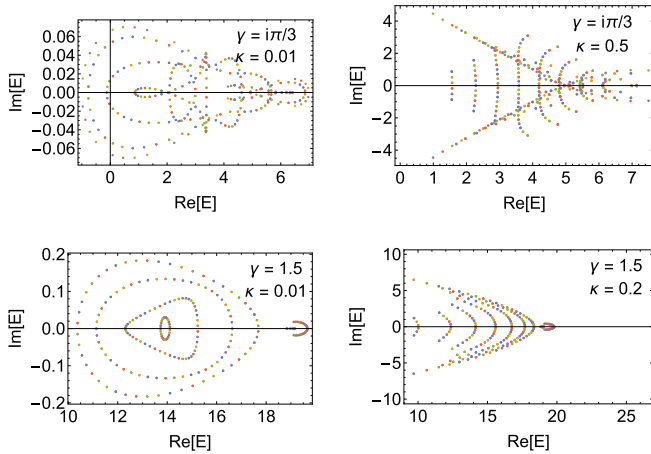 γ = iπ/3
κ = 0.01
Im[E]
0.06
0.04
0.02
0.00
−0.02
−0.04
−0.06
0 2 4 6
Re[E]
γ = iπ/3
κ = 0.5
Im[E]
4
2
0
−2
−4
0 1 2 3 4 5 6 7
Re[E]
γ = 1.5
κ = 0.01
Im[E]
0.2
0.1
0.0
−0.1
−0.2
10 12 14 16 18
Re[E]
γ = 1.5
κ = 0.2
Im[E]
10
5
0
−5
−10
10 15 20 25
Re[E]